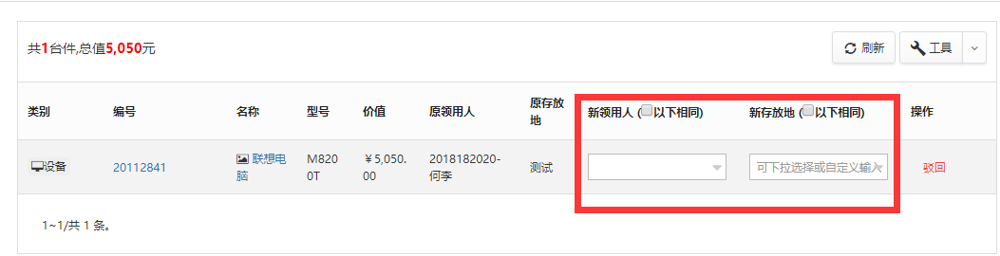 共1台件,总值5,050元
刷新
工具
类别 编号 名称 型号 价值 原领用人 原存放地 新领用人 (以下相同) 新存放地 (以下相同) 操作
设备 20112841 联想电脑 M8200T ￥5,050.00 2018182020-何李 测试 可下拉选择或自定义输入 驳回
1~1/共 1 条。